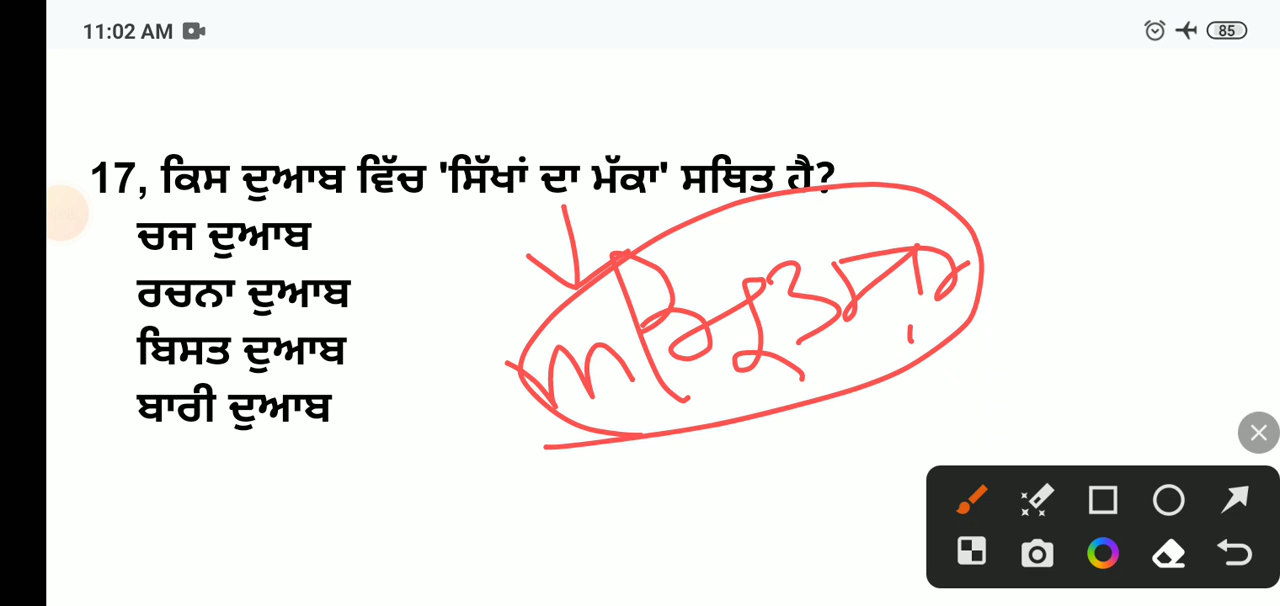 11:02 AM
85
17, ਕਿਸ ਦੁਆਬ ਵਿੱਚ 'ਸਿੱਖਾਂ ਦਾ ਮੱਕਾ' ਸਥਿਤ ਹੈ?
ਚਜ ਦੁਆਬ
ਰਚਨਾ ਦੁਆਬ
ਬਿਸਤ ਦੁਆਬ
ਬਾਰੀ ਦੁਆਬ